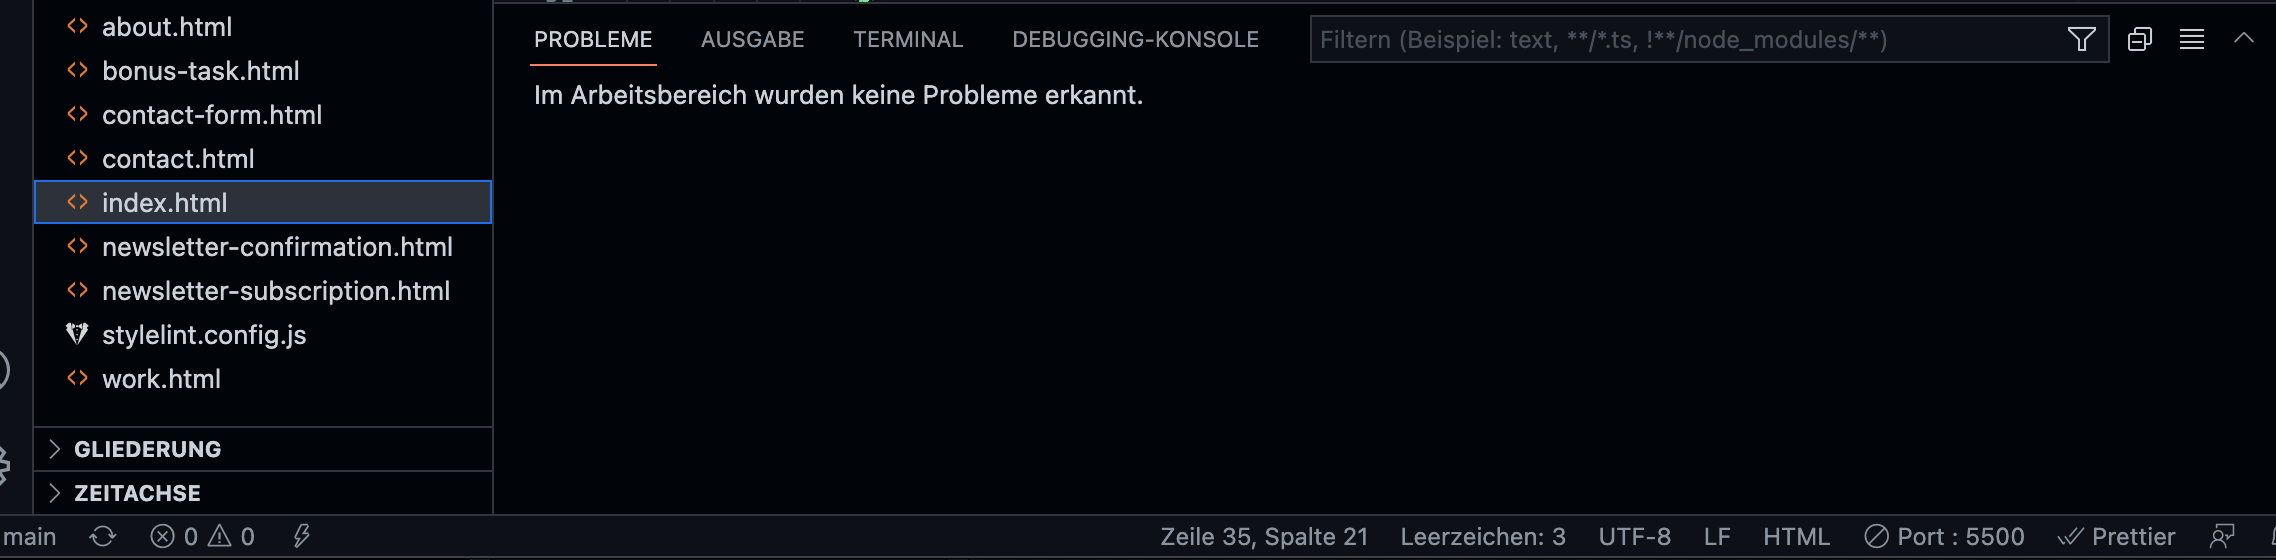 about.html
bonus-task.html
contact-form.html
contact.html
index.html
newsletter-confirmation.html
newsletter-subscription.html
stylelint.config.js
work.html
GLIEDERUNG
ZEITACHSE
PROBLEME AUSGABE TERMINAL DEBUGGING-KONSOLE Filtern (Beispiel: text, **/*.ts, !**/node_modules/**)
Im Arbeitsbereich wurden keine Probleme erkannt.
main 0 0 Zeile 35, Spalte 21 Leerzeichen: 3 UTF-8 LF HTML Port : 5500 Prettier